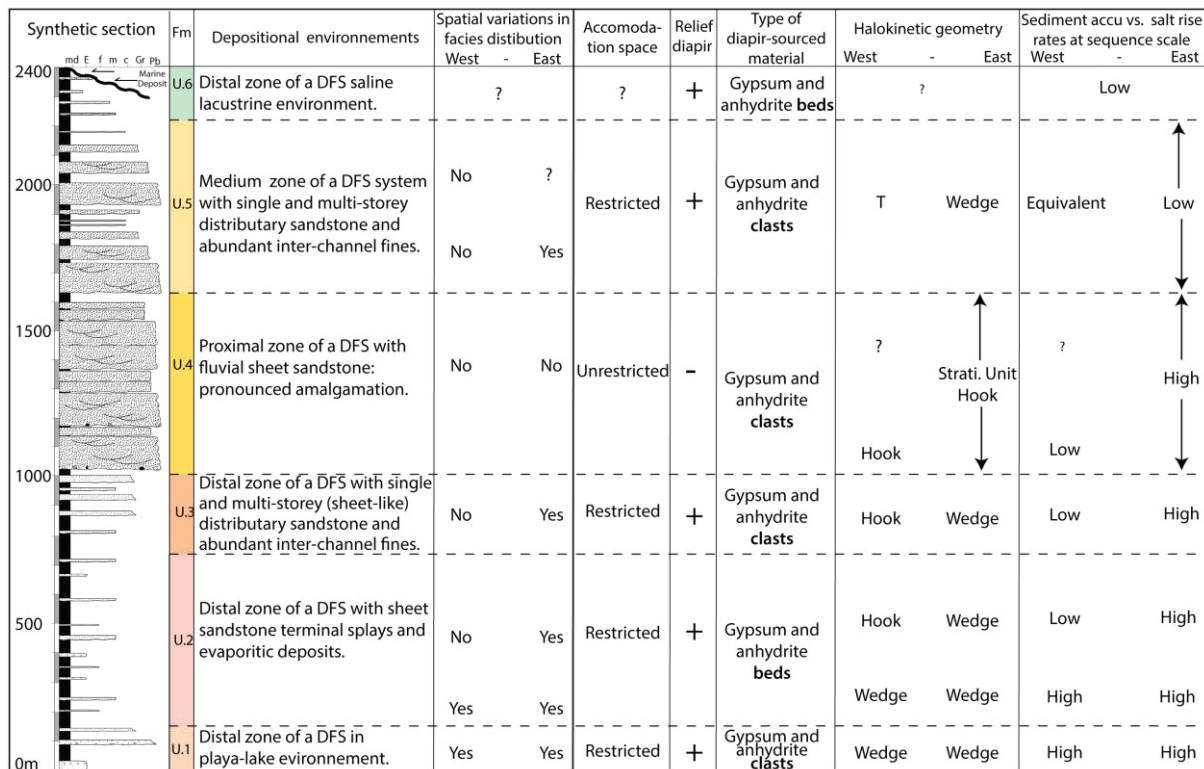 Synthetic section
Fm
Depositional environements
Spatial variations in
facies distibution
West - East
Accomoda-
tion space
Relief
diapir
Type of
diapir-sourced
material
Halokinetic geometry
West - East
Sediment accu vs. salt rise
rates at sequence scale
West - East
md E f m c Gr Pb
Marine
Deposit
2400
2000
1500
1000
500
0m
U.6
Distal zone of a DFS saline
lacustrine environment.
?
?
+
Gypsum and
anhydrite beds
?
Low
U.5
Medium zone of a DFS system
with single and multi-storey
distributary sandstone and
abundant inter-channel fines.
No ?
No Yes
Restricted
+
Gypsum and
anhydrite
clasts
T Wedge
Equivalent Low
U.4
Proximal zone of a DFS with
fluvial sheet sandstone:
pronounced amalgamation.
No No
Unrestricted
-
Gypsum and
anhydrite
clasts
?
Strati. Unit
Hook
Hook
?
High
Low
U.3
Distal zone of a DFS with single
and multi-storey (sheet-like)
distributary sandstone and
abundant inter-channel fines.
No Yes
Restricted
+
Gypsum and
anhydrite
clasts
Hook Wedge
Low High
U.2
Distal zone of a DFS with sheet
sandstone terminal splays and
evaporitic deposits.
No Yes
Yes Yes
Restricted
+
Gypsum and
anhydrite
beds
Hook Wedge
Wedge Wedge
Low High
High High
U.1
Distal zone of a DFS in
playa-lake evironnement.
Yes Yes
Restricted
+
Gypsum and
anhydrite
clasts
Wedge Wedge
High High